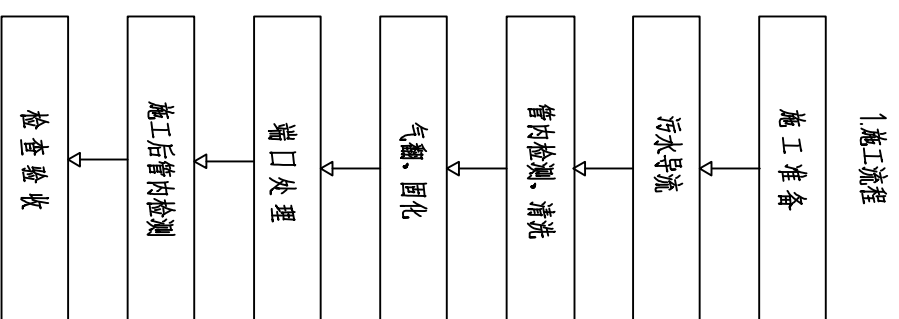 1.施工流程
施工准备
污水导流
管内检测，清洗
气翻，固化
端口处理
施工后管内检测
检查验收